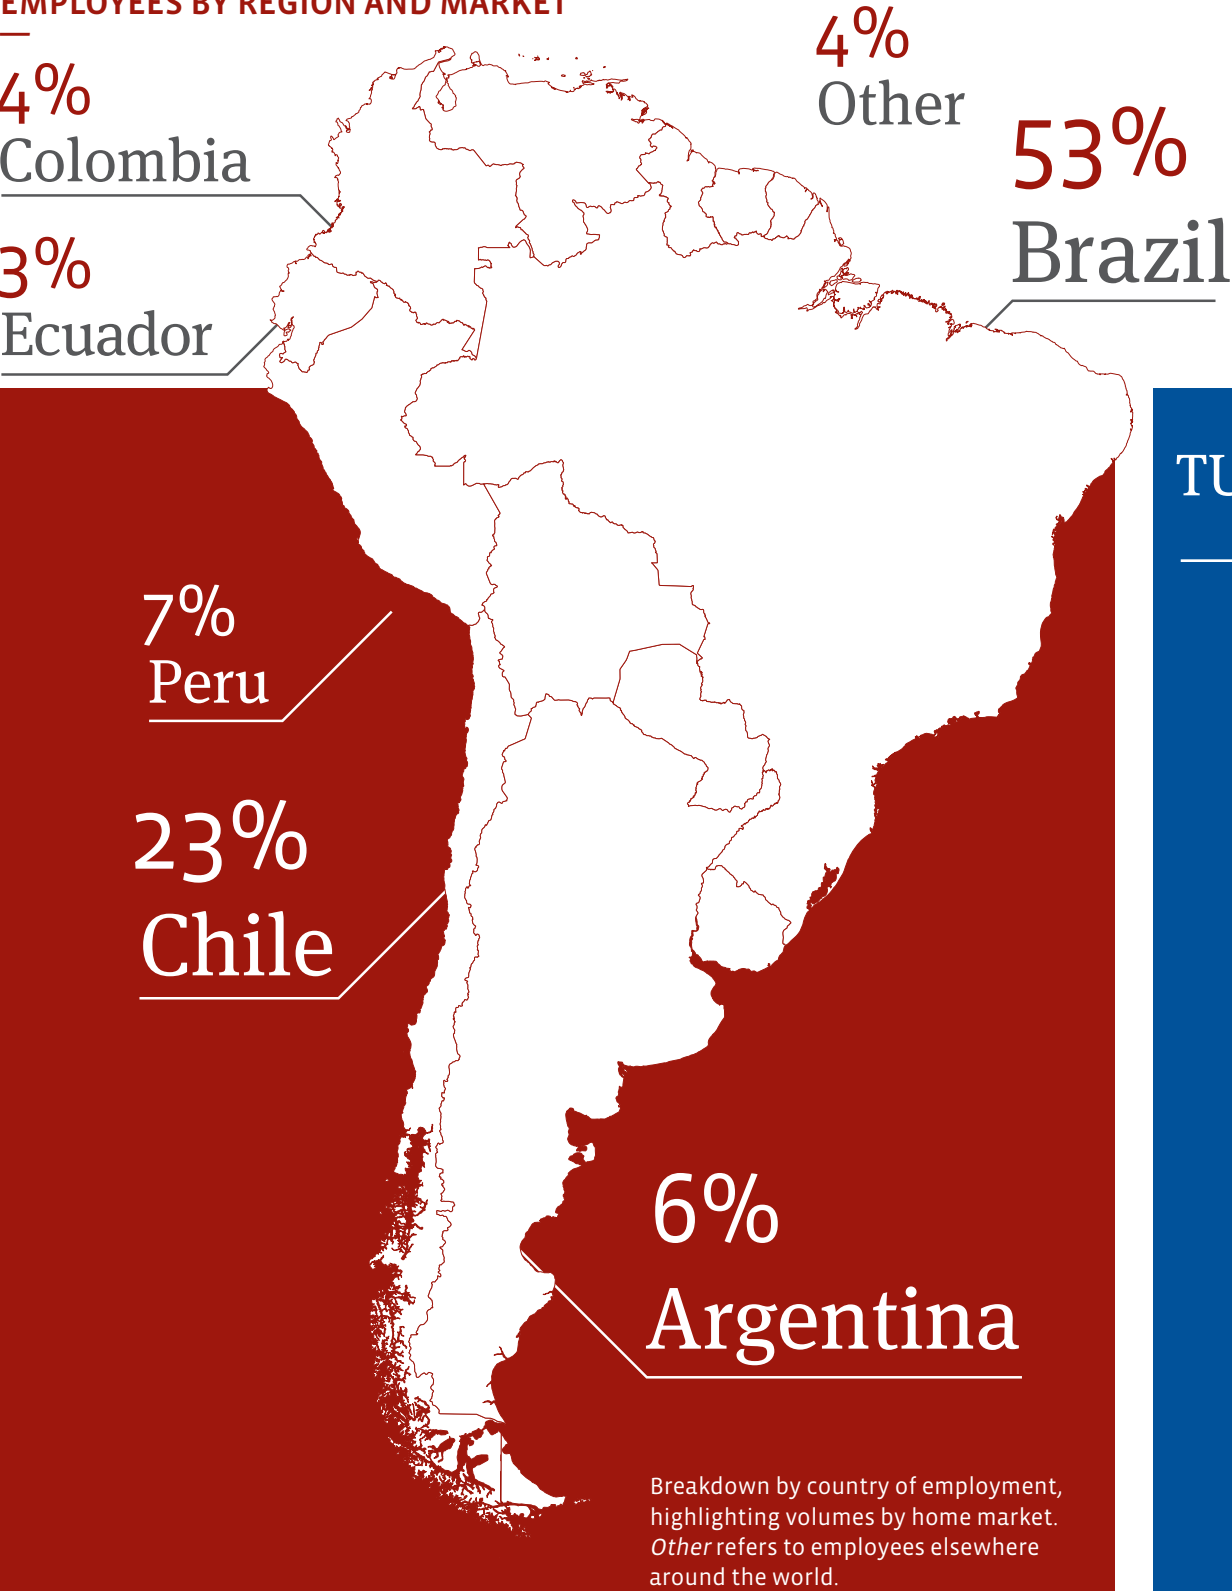 EMPLOYEES BY REGION AND MARKET
4%
Colombia
3%
Ecuador
4%
Other
53%
Brazil
7%
Peru
23%
Chile
6%
Argentina
Breakdown by country of employment,
highlighting volumes by home market.
Other refers to employees elsewhere
around the world.
TU